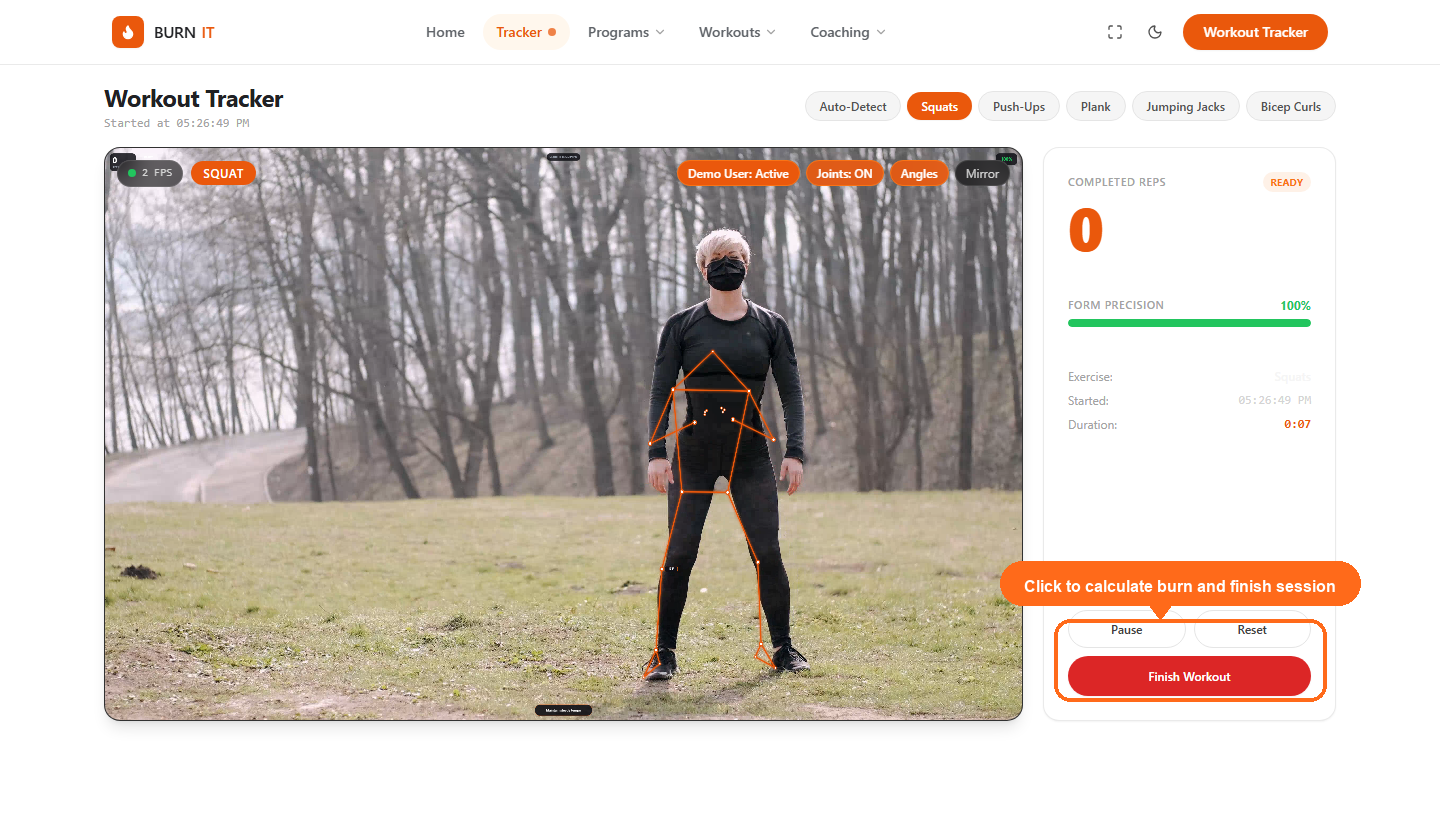 BURN IT
Home
Tracker
Programs
Workouts
Coaching
Workout Tracker
Workout Tracker
Started at 05:26:49 PM
Auto-Detect
Squats
Push-Ups
Plank
Jumping Jacks
Bicep Curls
0
100%
2 FPS
SQUAT
Demo User: Active
Joints: ON
Angles
Mirror
COMPLETED REPS
READY
0
FORM PRECISION
100%
Exercise:
Squats
Started:
05:26:49 PM
Duration:
0:07
Click to calculate burn and finish session
Pause
Reset
Finish Workout